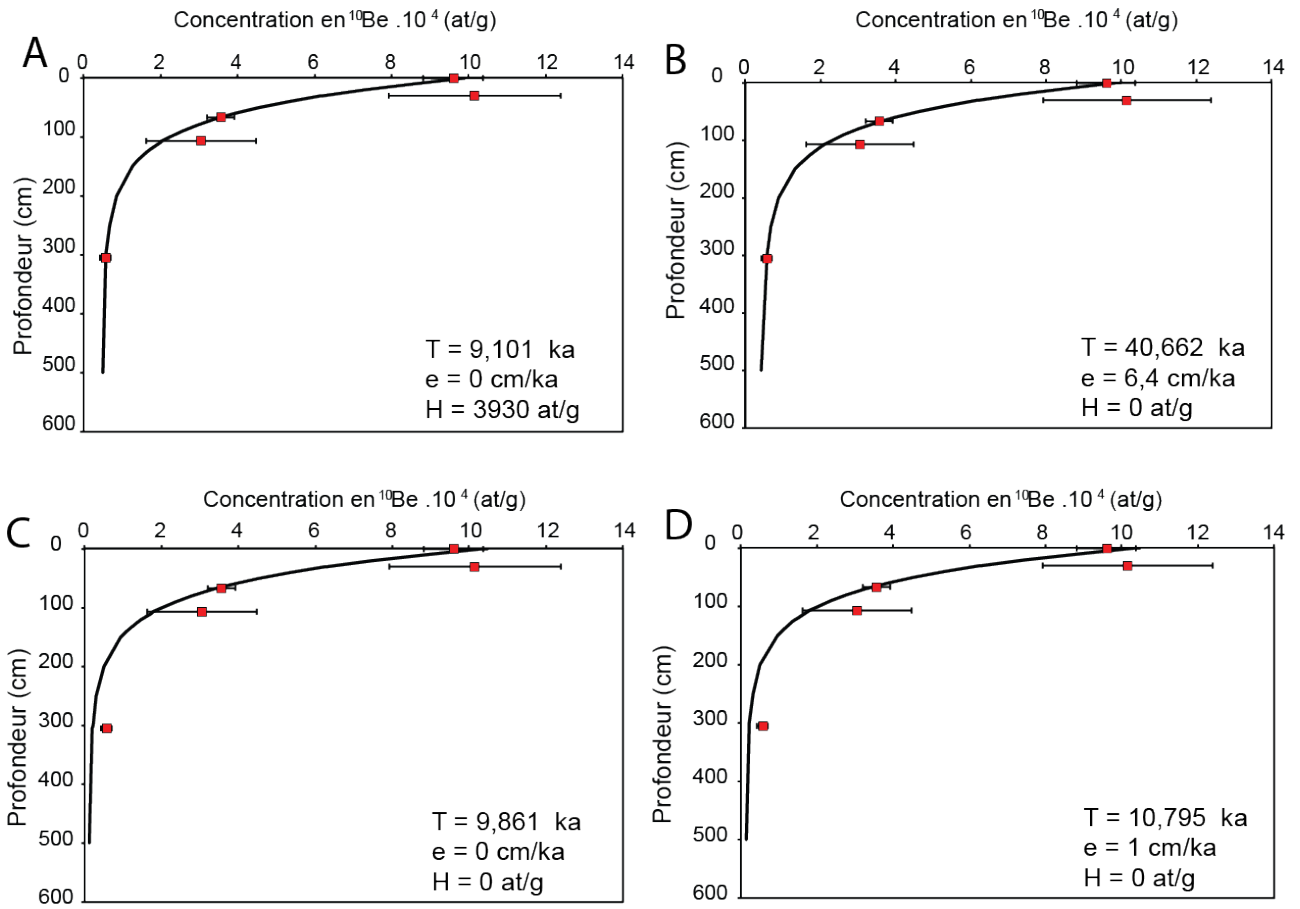 Concentration en ¹⁰Be .10 ⁴ (at/g)
A
0 2 4 6 8 10 12 14
0
100
200
300
400
500
600
Profondeur (cm)
T = 9,101 ka
e = 0 cm/ka
H = 3930 at/g
Concentration en ¹⁰Be .10 ⁴ (at/g)
B
0 2 4 6 8 10 12 14
0
100
200
300
400
500
600
Profondeur (cm)
T = 40,662 ka
e = 6,4 cm/ka
H = 0 at/g
Concentration en ¹⁰Be .10 ⁴ (at/g)
C
0 2 4 6 8 10 12 14
0
100
200
300
400
500
600
Profondeur (cm)
T = 9,861 ka
e = 0 cm/ka
H = 0 at/g
Concentration en ¹⁰Be .10 ⁴ (at/g)
D
0 2 4 6 8 10 12 14
0
100
200
300
400
500
600
Profondeur (cm)
T = 10,795 ka
e = 1 cm/ka
H = 0 at/g